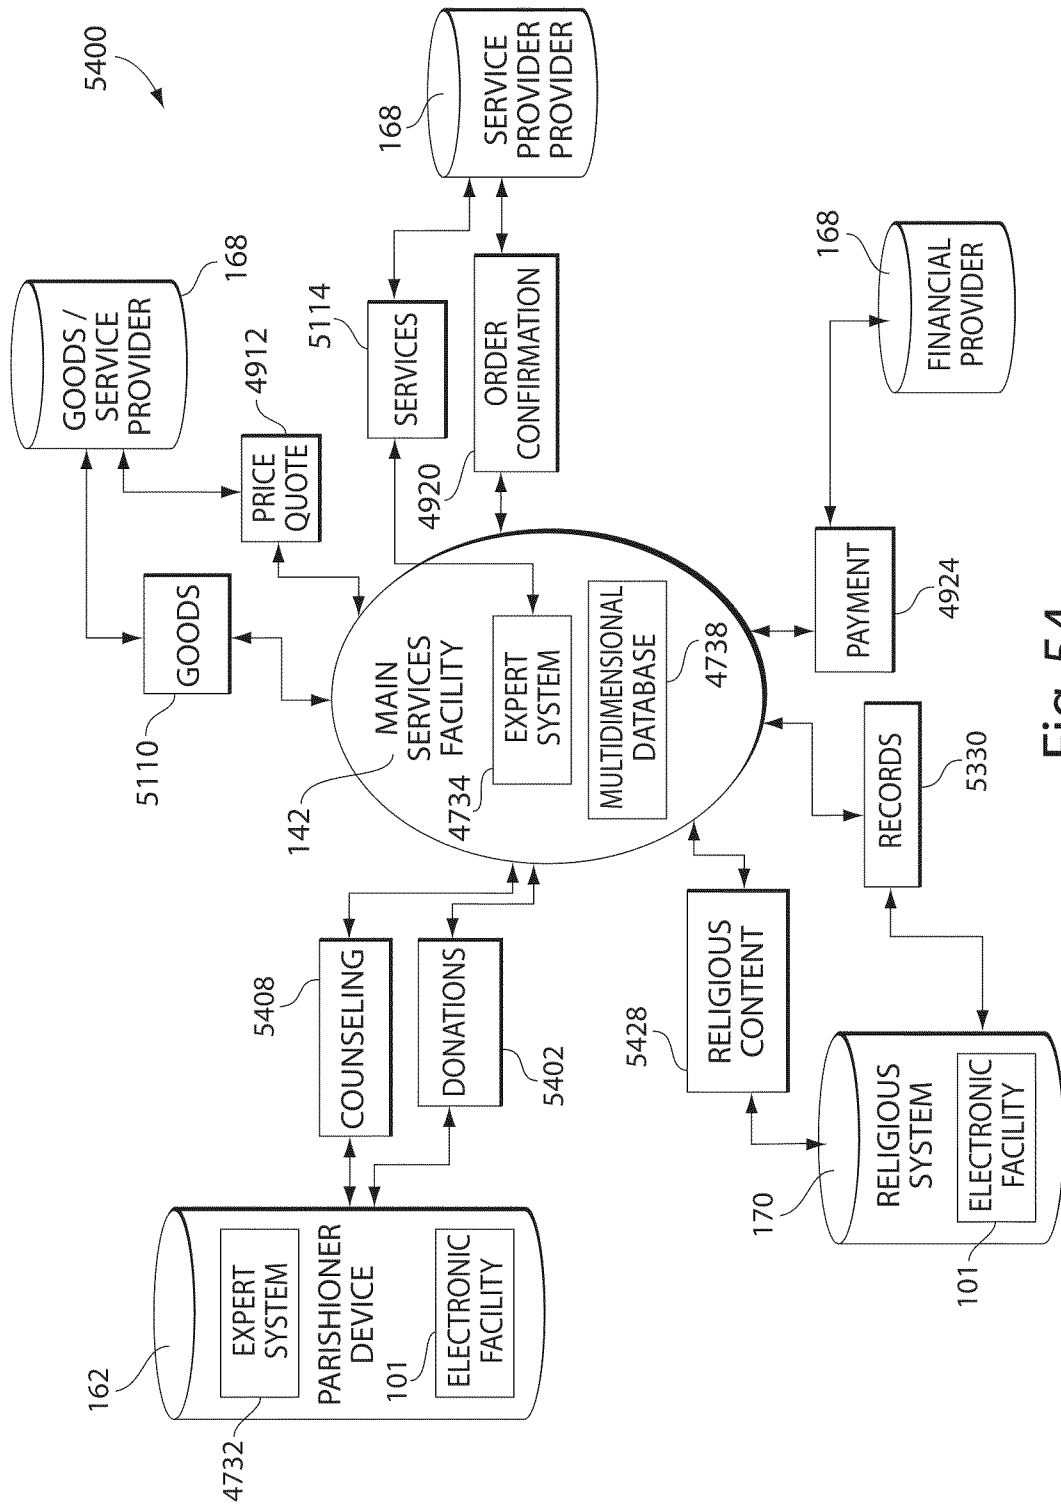 5400
162
EXPERT
SYSTEM
4732
PARISHIONER
DEVICE
101
ELECTRONIC
FACILITY
5408
COUNSELING
DONATIONS
5402
5110
GOODS
GOODS /
SERVICE
PROVIDER
168
4912
PRICE
QUOTE
142
MAIN
SERVICES
FACILITY
4734
EXPERT
SYSTEM
MULTIDIMENSIONAL
DATABASE
4738
5114
SERVICES
4920
ORDER
CONFIRMATION
168
SERVICE
PROVIDER
PROVIDER
5428
RELIGIOUS
CONTENT
170
RELIGIOUS
SYSTEM
ELECTRONIC
FACILITY
101
RECORDS
5330
PAYMENT
4924
168
FINANCIAL
PROVIDER
Fig. 54